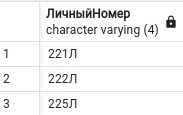 ЛичныйНомер
character varying (4)
1 221Л
2 222Л
3 225Л